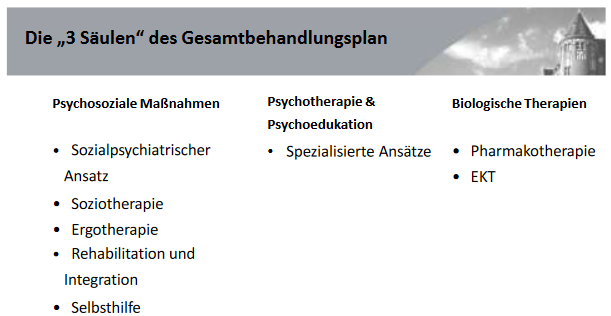 Die „3 Säulen“ des Gesamtbehandlungsplan
Psychosoziale Maßnahmen
• Sozialpsychiatrischer
Ansatz
• Soziotherapie
• Ergotherapie
• Rehabilitation und
Integration
• Selbsthilfe
Psychotherapie &
Psychoedukation
• Spezialisierte Ansätze
Biologische Therapien
• Pharmakotherapie
• EKT